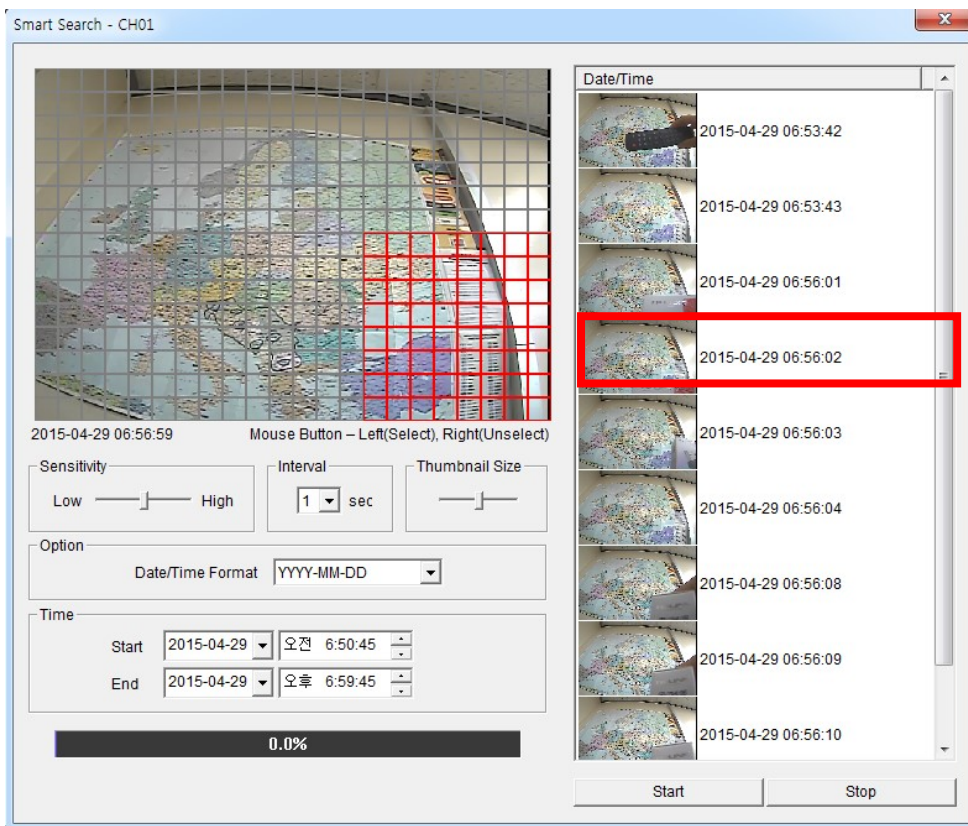 Smart Search - CH01
2015-04-29 06:56:59
Mouse Button – Left(Select), Right(Unselect)
Sensitivity
Low
High
Interval
1
sec
Thumbnail Size
Option
Date/Time Format
YYYY-MM-DD
Time
Start
2015-04-29
오전 6:50:45
End
2015-04-29
오후 6:59:45
0.0%
Date/Time
2015-04-29 06:53:42
2015-04-29 06:53:43
2015-04-29 06:56:01
2015-04-29 06:56:02
2015-04-29 06:56:03
2015-04-29 06:56:04
2015-04-29 06:56:08
2015-04-29 06:56:09
2015-04-29 06:56:10
Start
Stop